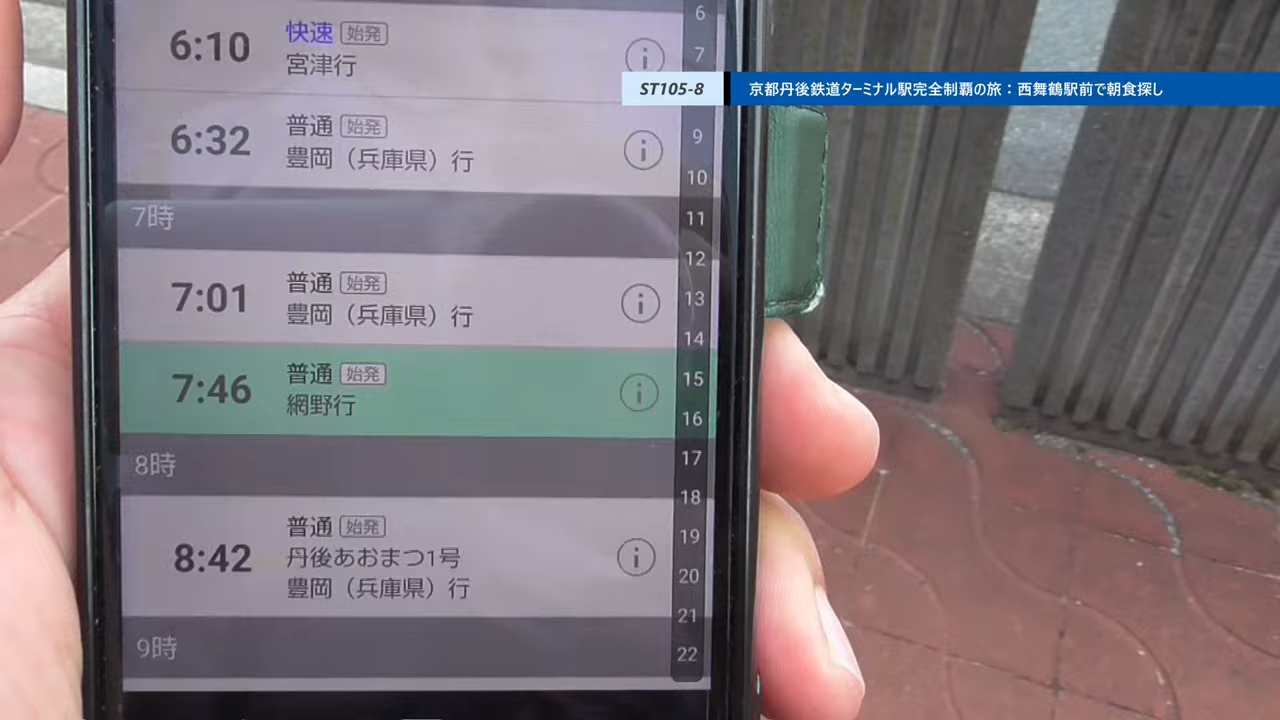 6:10 快速 始発
宮津行
ST105-8 京都丹後鉄道ターミナル駅完全制覇の旅：西舞鶴駅前で朝食探し
6:32 普通 始発
豊岡（兵庫県）行
7時
7:01 普通 始発
豊岡（兵庫県）行
7:46 普通 始発
網野行
8時
8:42 普通 始発
丹後あおまつ1号
豊岡（兵庫県）行
9時
6
7
9
10
11
12
13
14
15
16
17
18
19
20
21
22